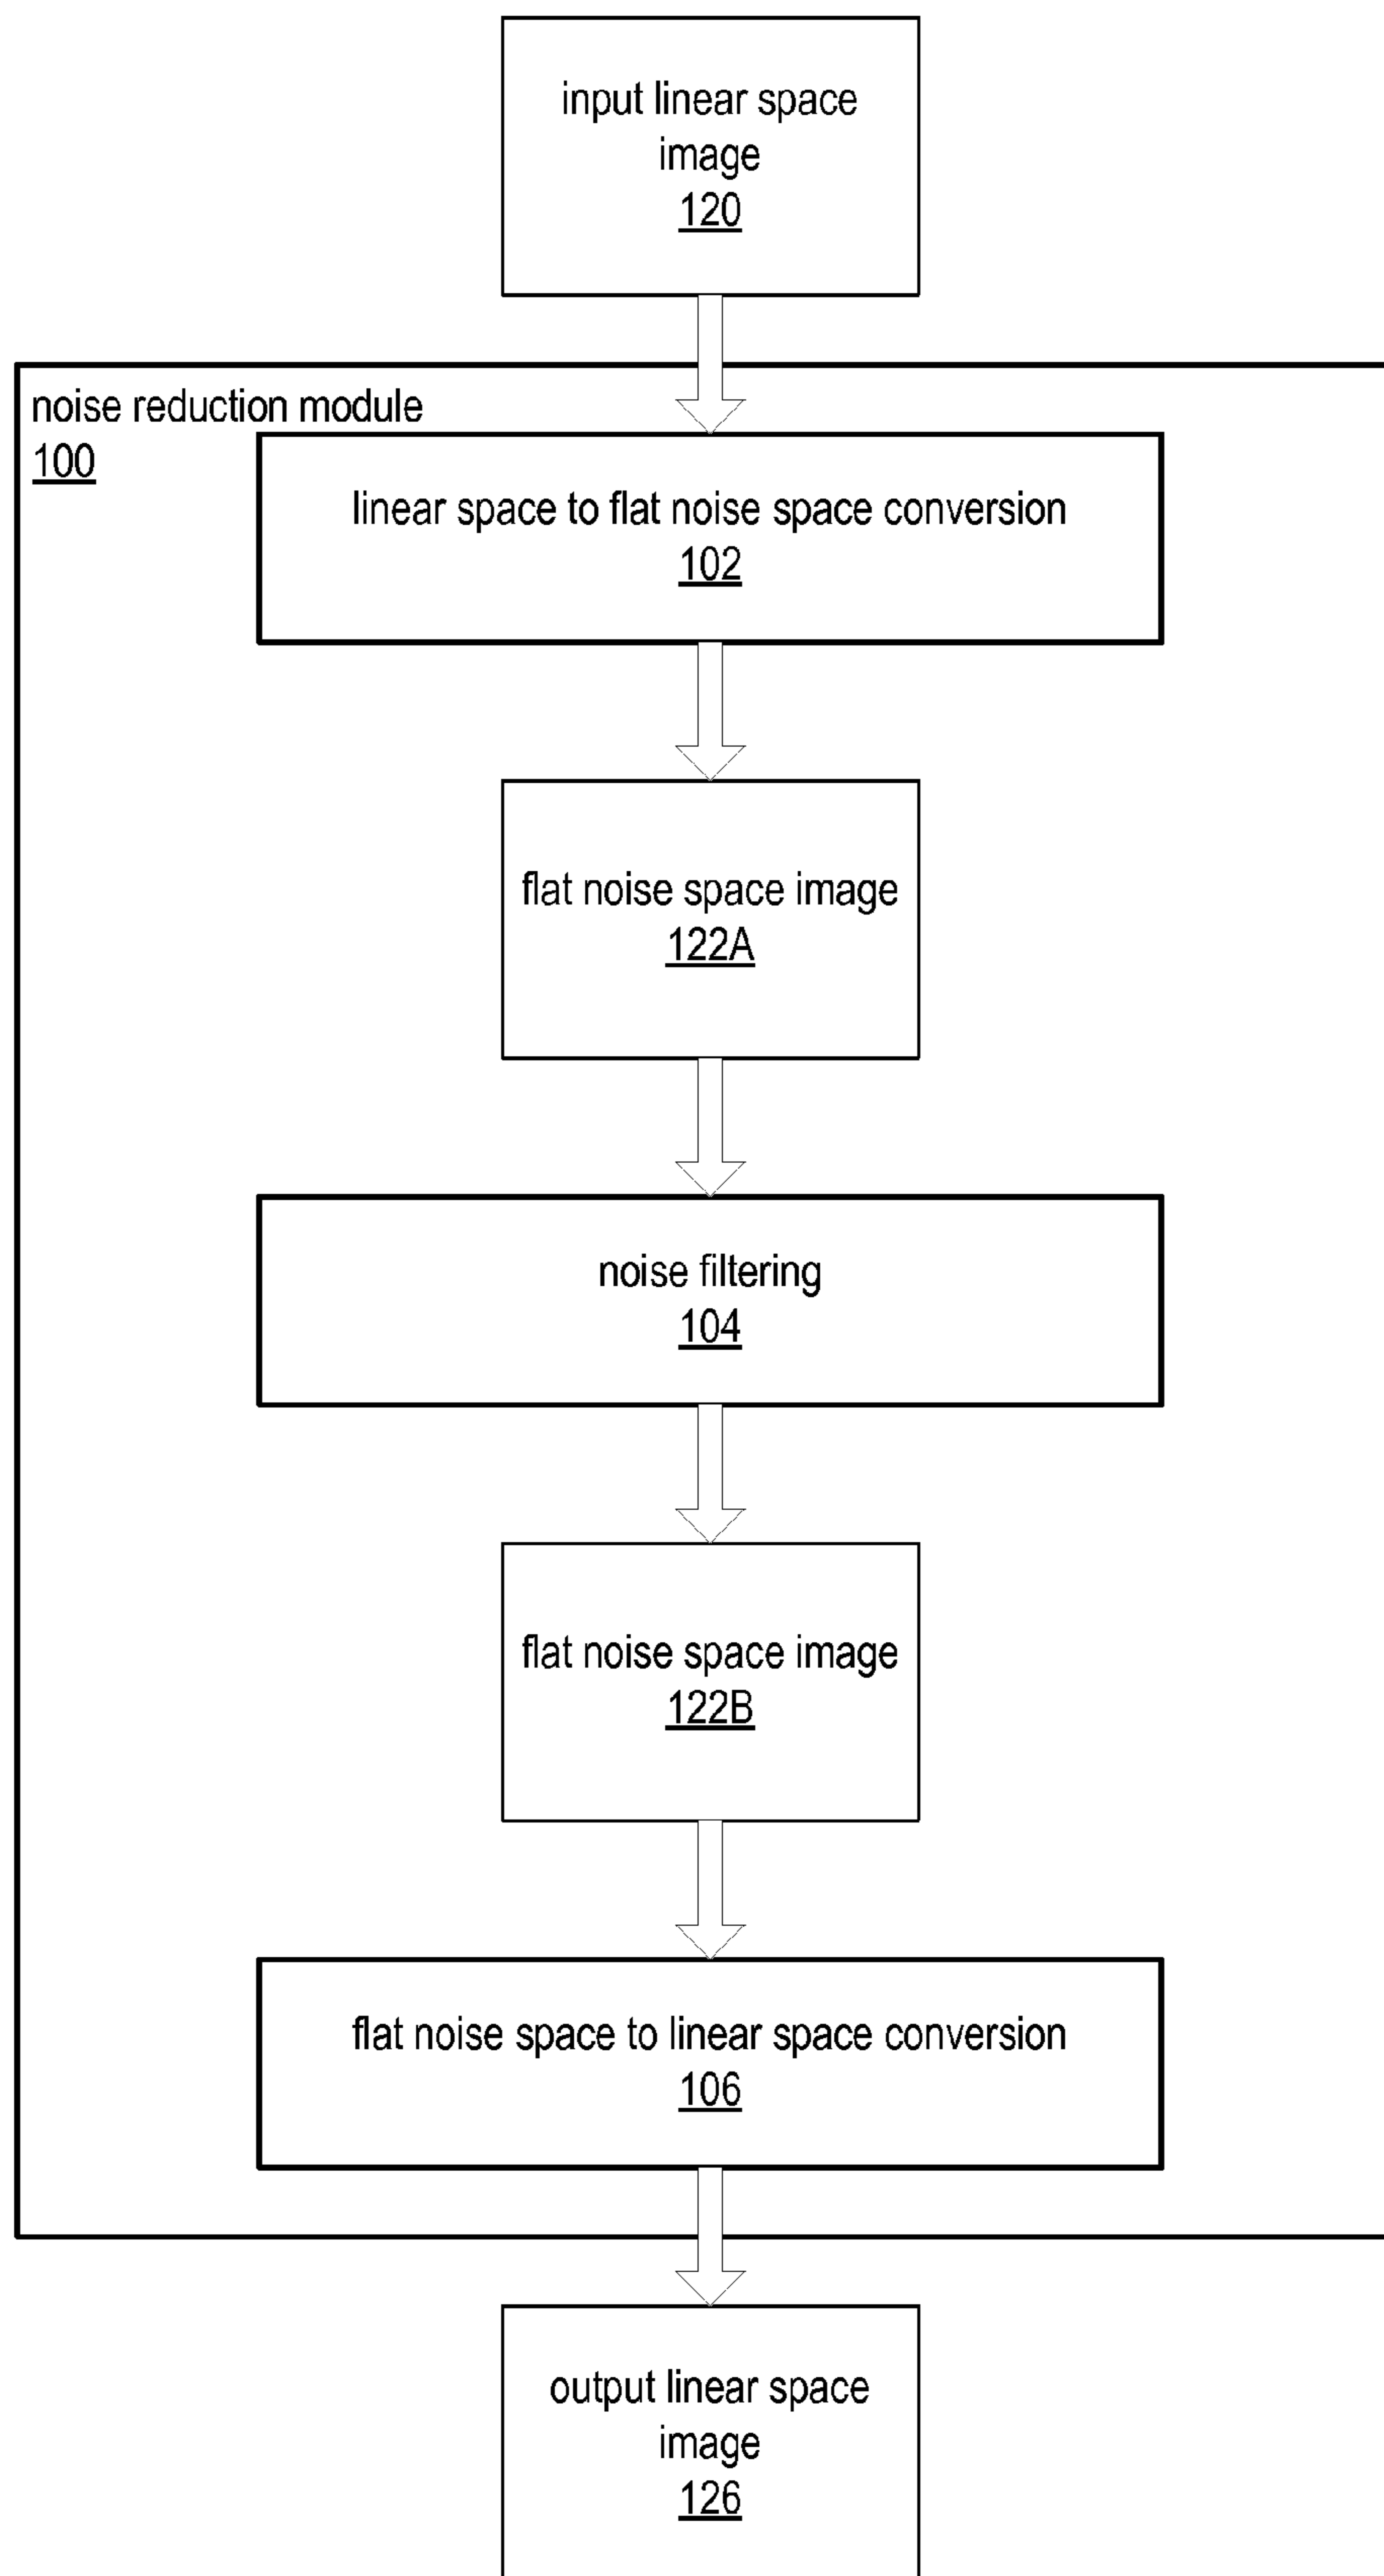 input linear space
image
120
noise reduction module
100
linear space to flat noise space conversion
102
flat noise space image
122A
noise filtering
104
flat noise space image
122B
flat noise space to linear space conversion
106
output linear space
image
126